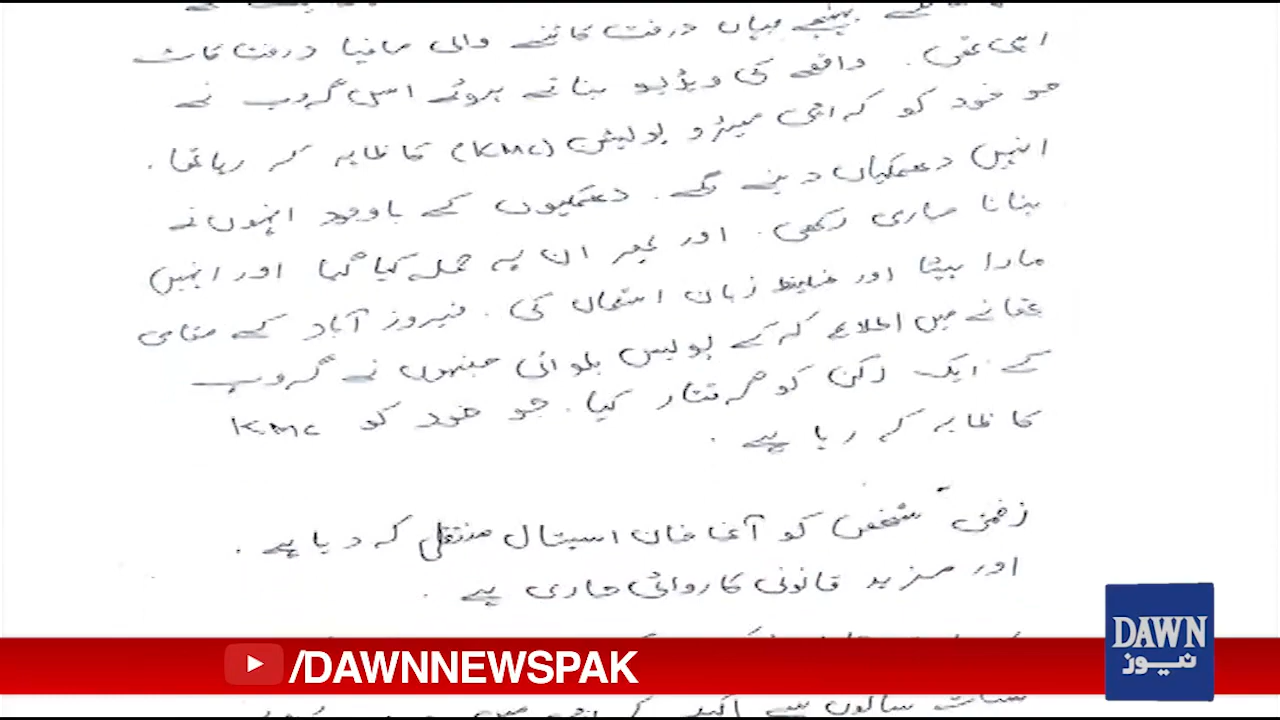 پہنچے جہاں درخت کاٹنے والی مافیا درخت کاٹ
رہی تھی. واقعے کی ویڈیو بناتے ہوئے اس گروپ نے
جو خود کو کراچی میٹرو پولیٹن (KMC) کا ظاہر کر رہا تھا.
انہیں دھمکیاں دینے لگے. دھمکیوں کے باوجود انہوں نے
بنانا جاری رکھی. اور پھر ان پہ حملہ کیا گیا اور انہیں
مارا پیٹا اور غلیظ زبان استعمال کی. فیروز آباد کے مقامی
تھانے میں اطلاع کرکے پولیس بلوائی جنہوں نے گروپ
کے ایک رکن کو گرفتار کیا. جو خود کو KMC
کا ظاہر کر رہا ہے.
زخمی شخص کو آغا خان اسپتال منتقل کر دیا ہے.
اور مزید قانونی کاروائی جاری ہے.
سات سالوں سے
/DAWNNEWSPAK
DAWN
نیوز